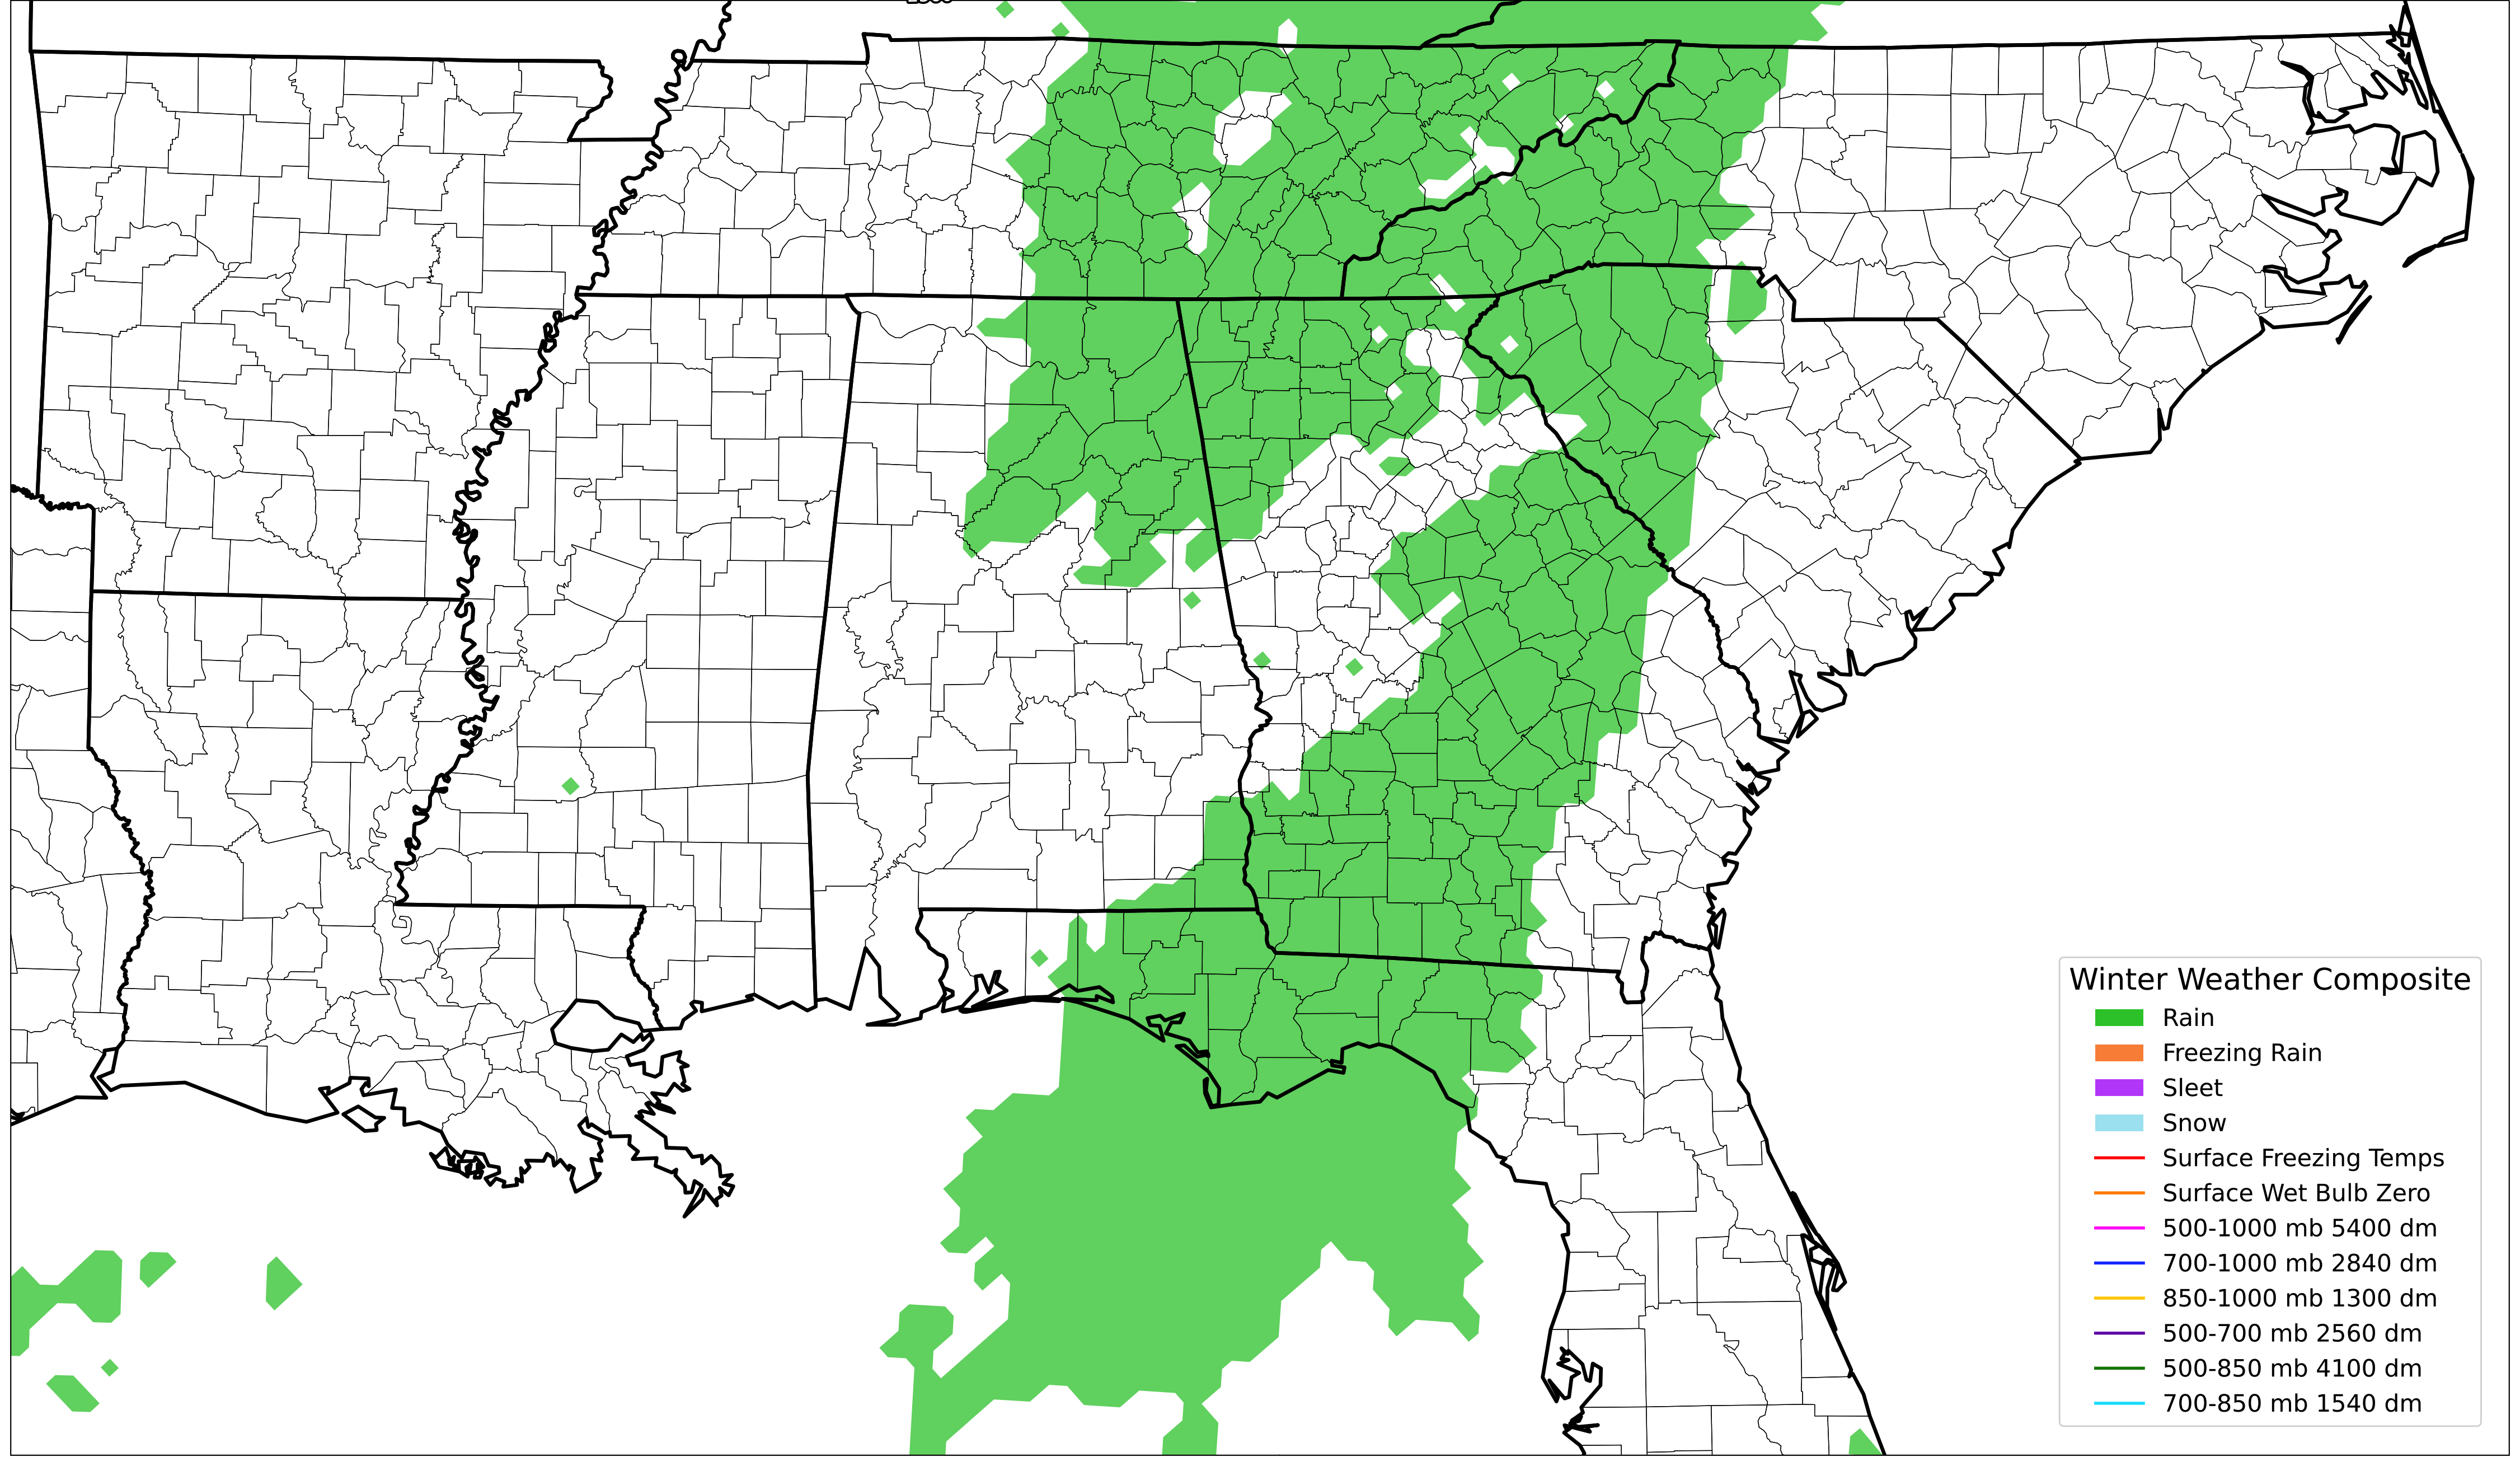 Winter Weather Composite
Rain
Freezing Rain
Sleet
Snow
Surface Freezing Temps
Surface Wet Bulb Zero
500-1000 mb 5400 dm
700-1000 mb 2840 dm
850-1000 mb 1300 dm
500-700 mb 2560 dm
500-850 mb 4100 dm
700-850 mb 1540 dm